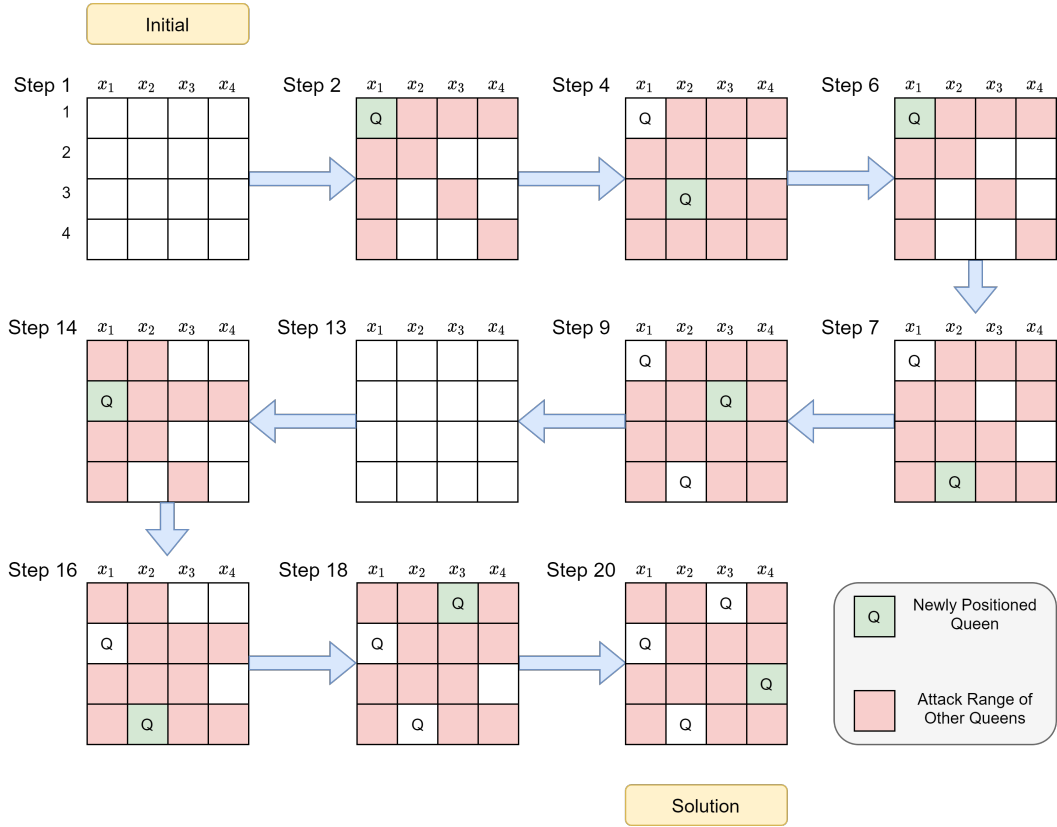 Initial
Step 1 x₁ x₂ x₃ x₄ Step 2 x₁ x₂ x₃ x₄ Step 4 x₁ x₂ x₃ x₄ Step 6 x₁ x₂ x₃ x₄
1 Q Q Q
2
3 Q
4
Step 14 x₁ x₂ x₃ x₄ Step 13 x₁ x₂ x₃ x₄ Step 9 x₁ x₂ x₃ x₄ Step 7 x₁ x₂ x₃ x₄
Q Q
Q Q
Q Q
Step 16 x₁ x₂ x₃ x₄ Step 18 x₁ x₂ x₃ x₄ Step 20 x₁ x₂ x₃ x₄
Q Q
Q Q Q
Q
Q Q Q
Q Newly Positioned
Queen
Attack Range of
Other Queens
Solution